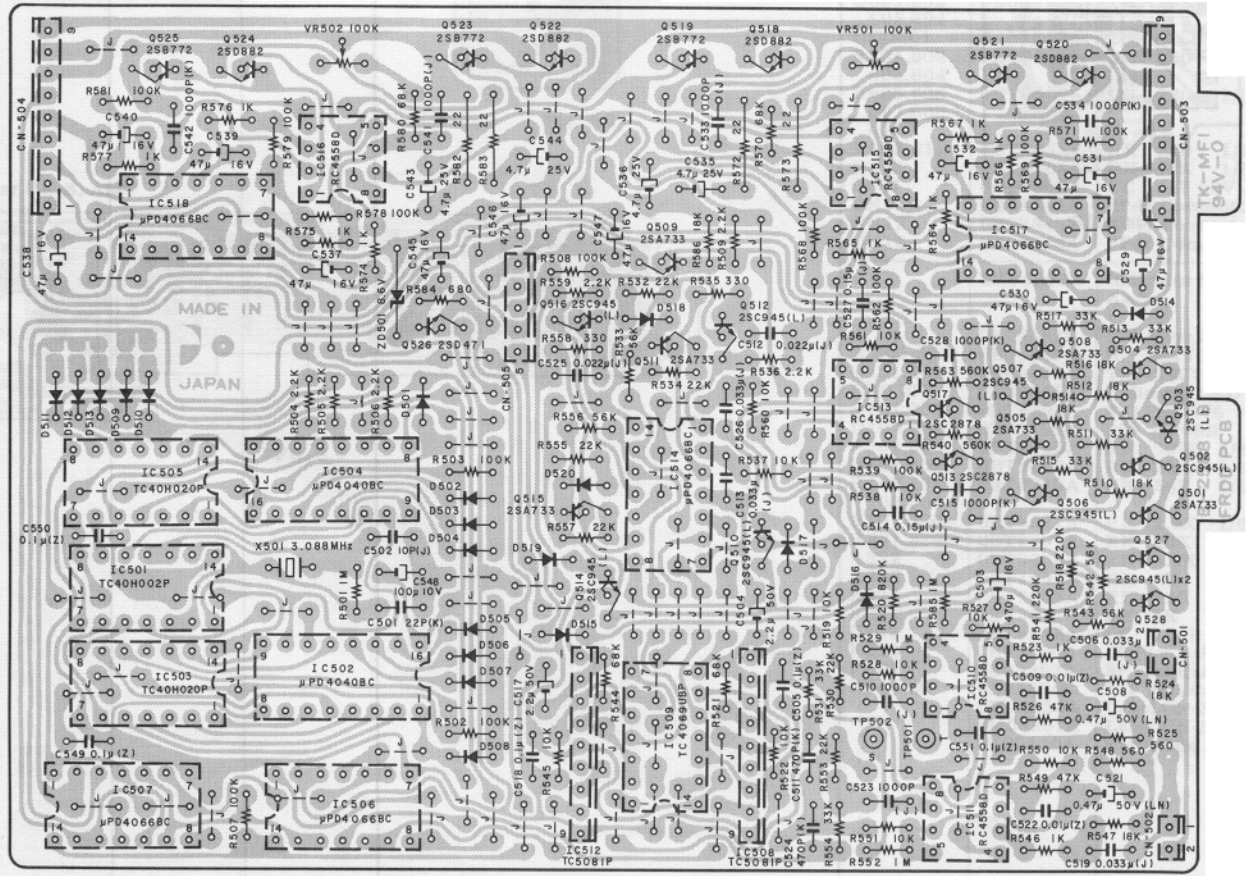 Q525
2SB772
Q524
2SD882
VR502 100K
Q523
2SB772
Q522
2SD882
Q519
2SB772
Q518
2SD882
VR501 100K
Q521
2SB772
Q520
2SD882
CN-504
9
1
R581 100K
C540
47µ 16V
R577 1K
C542 1000P(K)
R576 1K
C539
47µ 16V
R579 100K
IC516
RC4558D
R580 68K
C541 1000P(J)
22
R582
22
R583
C543
4.7µ 25V
C544
4.7µ 25V
C533 1000P
(J)
22
R572
R570 68K
22
R573
C535
4.7µ 25V
C536
4.7µ 25V
IC515
RC4558D
R567 1K
C532
47µ 16V
R566 1K
R569 100K
C534 1000P(K)
R571
100K
C531
47µ 16V
CN-503
9
1
TK-MFI
94V-0
IC518
µPD4066BC
R578 100K
R575 1K
C537
47µ 16V
R574 1K
C538
47µ 16V
C546
47µ 16V
C547
47µ 16V
C545
47µ 16V
Q509
2SA733
R586 18K
R509 2.2K
R568 100K
R565 1K
R564 1K
IC517
µPD4066BC
C529
47µ 16V
ZD501 6.6V
R584 680
Q526 2SD471
R508 100K
R559 2.2K
Q516 2SC945
(L)
R558 330
C525 0.022µ(J)
R532 22K
D518
R533 56K
Q511
2SA733
R534 22K
R535 330
Q512
2SC945(L)
C512 0.022µ(J)
R536 2.2K
C527 0.15µ
(J)
R562 100K
R561 10K
C530
47µ 16V
R517 33K
D514
R513 33K
C528 1000P(K)
Q508
2SA733
Q504 2SA733
MADE IN
JAPAN
CN-505
1
5
D511
D512
D513
D509
D510
R504 2.2K
R505 2.2K
R506 2.2K
D501
R556 56K
R555 22K
D520
Q515
2SA733
R557 22K
C526 0.033µ(J)
R560 10K
IC514
µPD4066BC
IC513
RC4558D
R563 560K
Q507
2SC945
(L)
Q517
2SC2878
R540 560K
Q505
2SA733
R516 18K
R512 18K
R514
18K
R511 33K
Q503
2SC945
(L)
IC505
TC40H020P
IC504
µPD4040BC
R503 100K
D502
D503
D504
R537 10K
C513
0.033µ
(J)
Q510
2SC945(L)
D517
R539 100K
R538 10K
C514 0.15µ(J)
Q513 2SC2878
C515 1000P(K)
R515 33K
R510 18K
Q502
2SC945(L)
Q506
2SC945(L)
Q501
2SA733
FRDE PCB
C550
0.1µ(Z)
X501 3.088MHz
C502 10P(J)
IC501
TC40H002P
R501 1M
C548
100µ 10V
C501 22P(K)
D519
Q514
2SC945
(L)
D515
C504
2.2µ 50V
R519 10K
D516
R520 820K
R585 1M
C503
470µ 16V
R527
10K
R518 220K
R541 220K
R542 56K
R543 56K
Q527
2SC945(L)x2
Q528
IC503
TC40H020P
IC502
µPD4040BC
D505
D506
D507
R502 100K
D508
C517
2.2µ 50V
C518 0.1µ(Z)
R545 10K
R544 68K
IC509
TC4069UBP
R521 68K
C505 0.1µ(Z)
R531 33K
R530 22K
R529 1M
R528 10K
C510 1000P
(J)
IC510
RC4558D
R523 1K
C509 0.01µ(Z)
R526 47K
C506 0.033µ
(J)
C508
0.47µ 50V(LN)
CN-501
2
1
R524
18K
R525
560
C549 0.1µ(Z)
TP502
S
TP501
T
C551 0.1µ(Z)
R550 10K
R548 560
R522 10K
C511 470P(K)
R553 22K
C523 1000P
(J)
IC507
µPD4066BC
R507 100K
IC506
µPD4066BC
IC512
TC5081P
IC508
TC5081P
C524
470P(K)
R554 33K
R551 10K
R552 1M
IC511
RC4558D
R549 47K
C522 0.01µ(Z)
R546 1K
C521
0.47µ 50V(LN)
R547 18K
C519 0.033µ(J)
CN-502
1
2